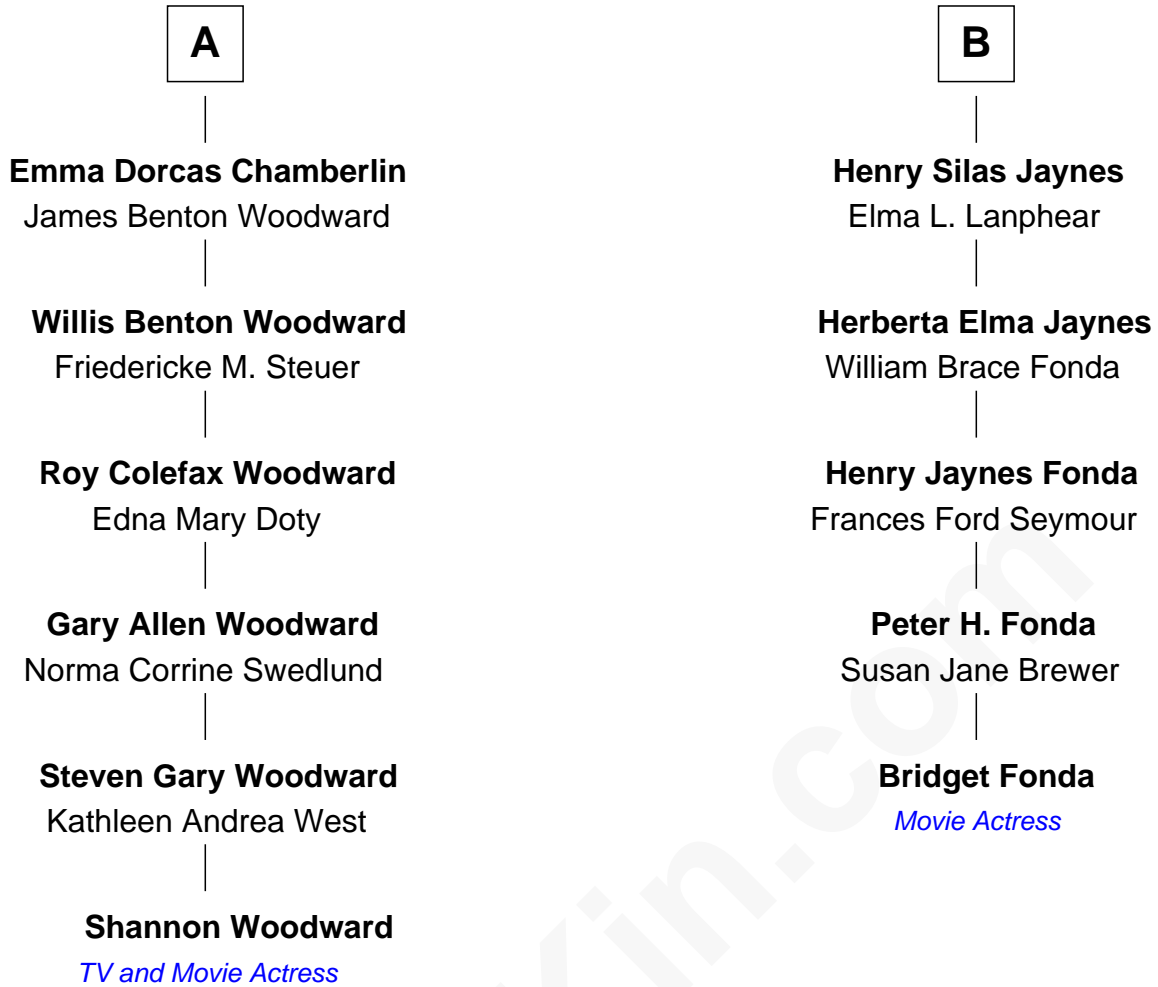 A
Emma Dorcas Chamberlin
James Benton Woodward
Willis Benton Woodward
Friedericke M. Steuer
Roy Colefax Woodward
Edna Mary Doty
Gary Allen Woodward
Norma Corrine Swedlund
Steven Gary Woodward
Kathleen Andrea West
Shannon Woodward
TV and Movie Actress
B
Henry Silas Jaynes
Elma L. Lanphear
Herberta Elma Jaynes
William Brace Fonda
Henry Jaynes Fonda
Frances Ford Seymour
Peter H. Fonda
Susan Jane Brewer
Bridget Fonda
Movie Actress
Kin.com